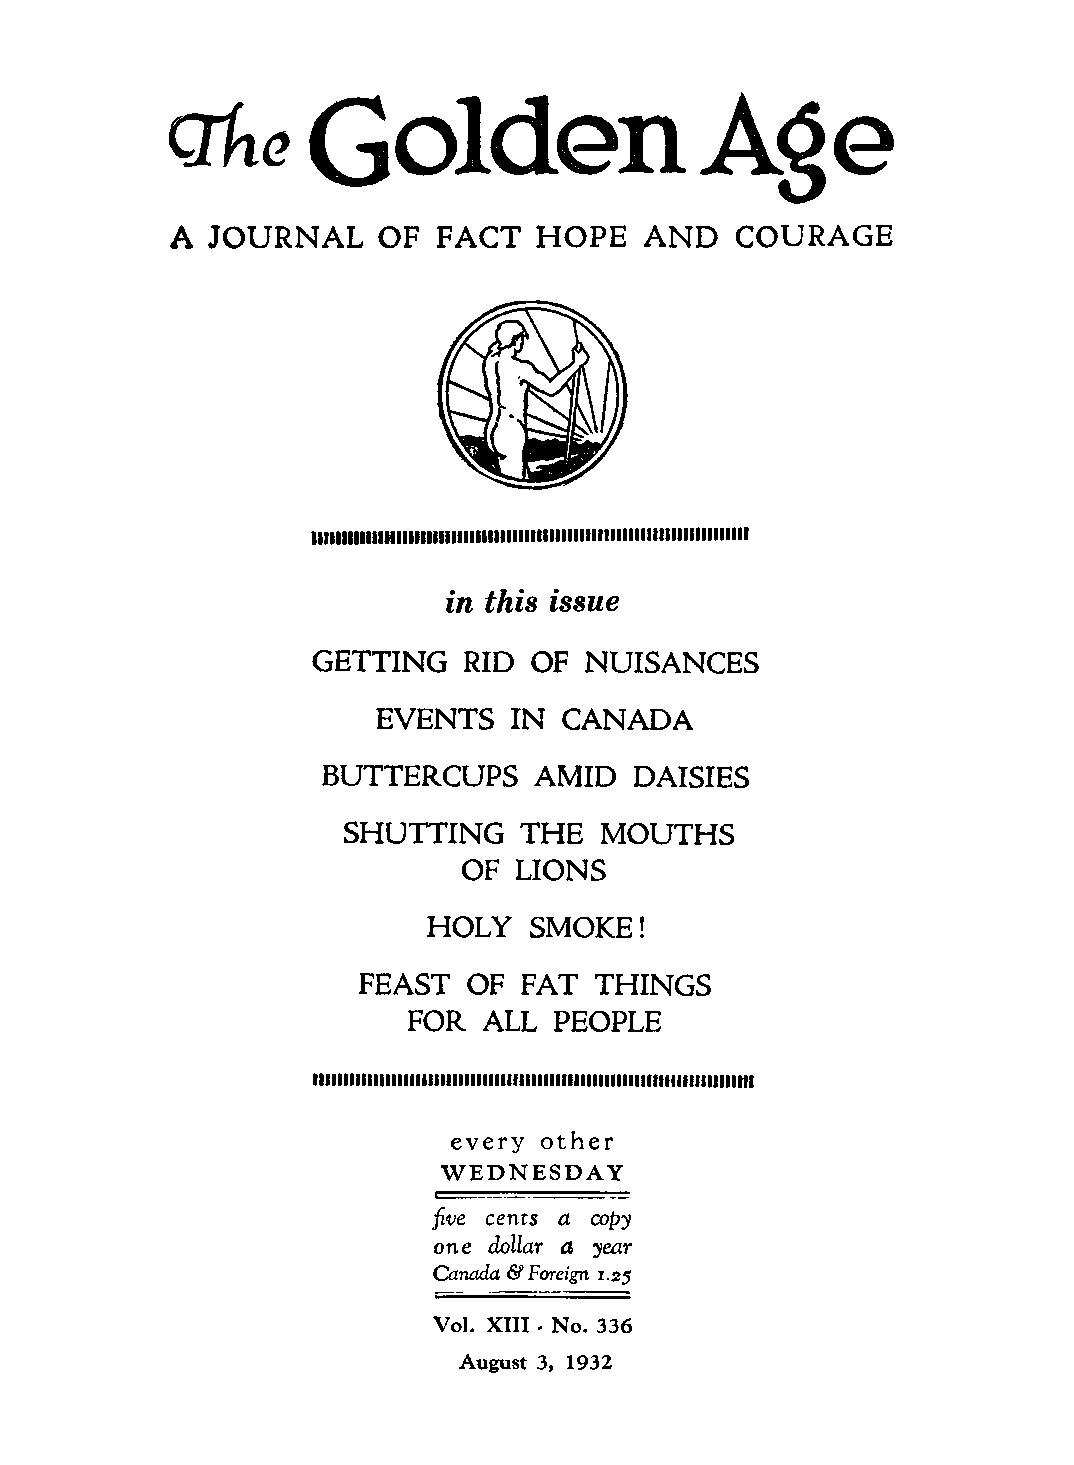 The Golden Age
A JOURNAL OF FACT HOPE AND COURAGE
in this issue
GETTING RID OF NUISANCES
EVENTS IN CANADA
BUTTERCUPS AMID DAISIES
SHUTTING THE MOUTHS
OF LIONS
HOLY SMOKE!
FEAST OF FAT THINGS
FOR ALL PEOPLE
every other
WEDNESDAY
five cents a copy
one dollar a year
Canada & Foreign 1.25
Vol. XIII - No. 336
August 3, 1932